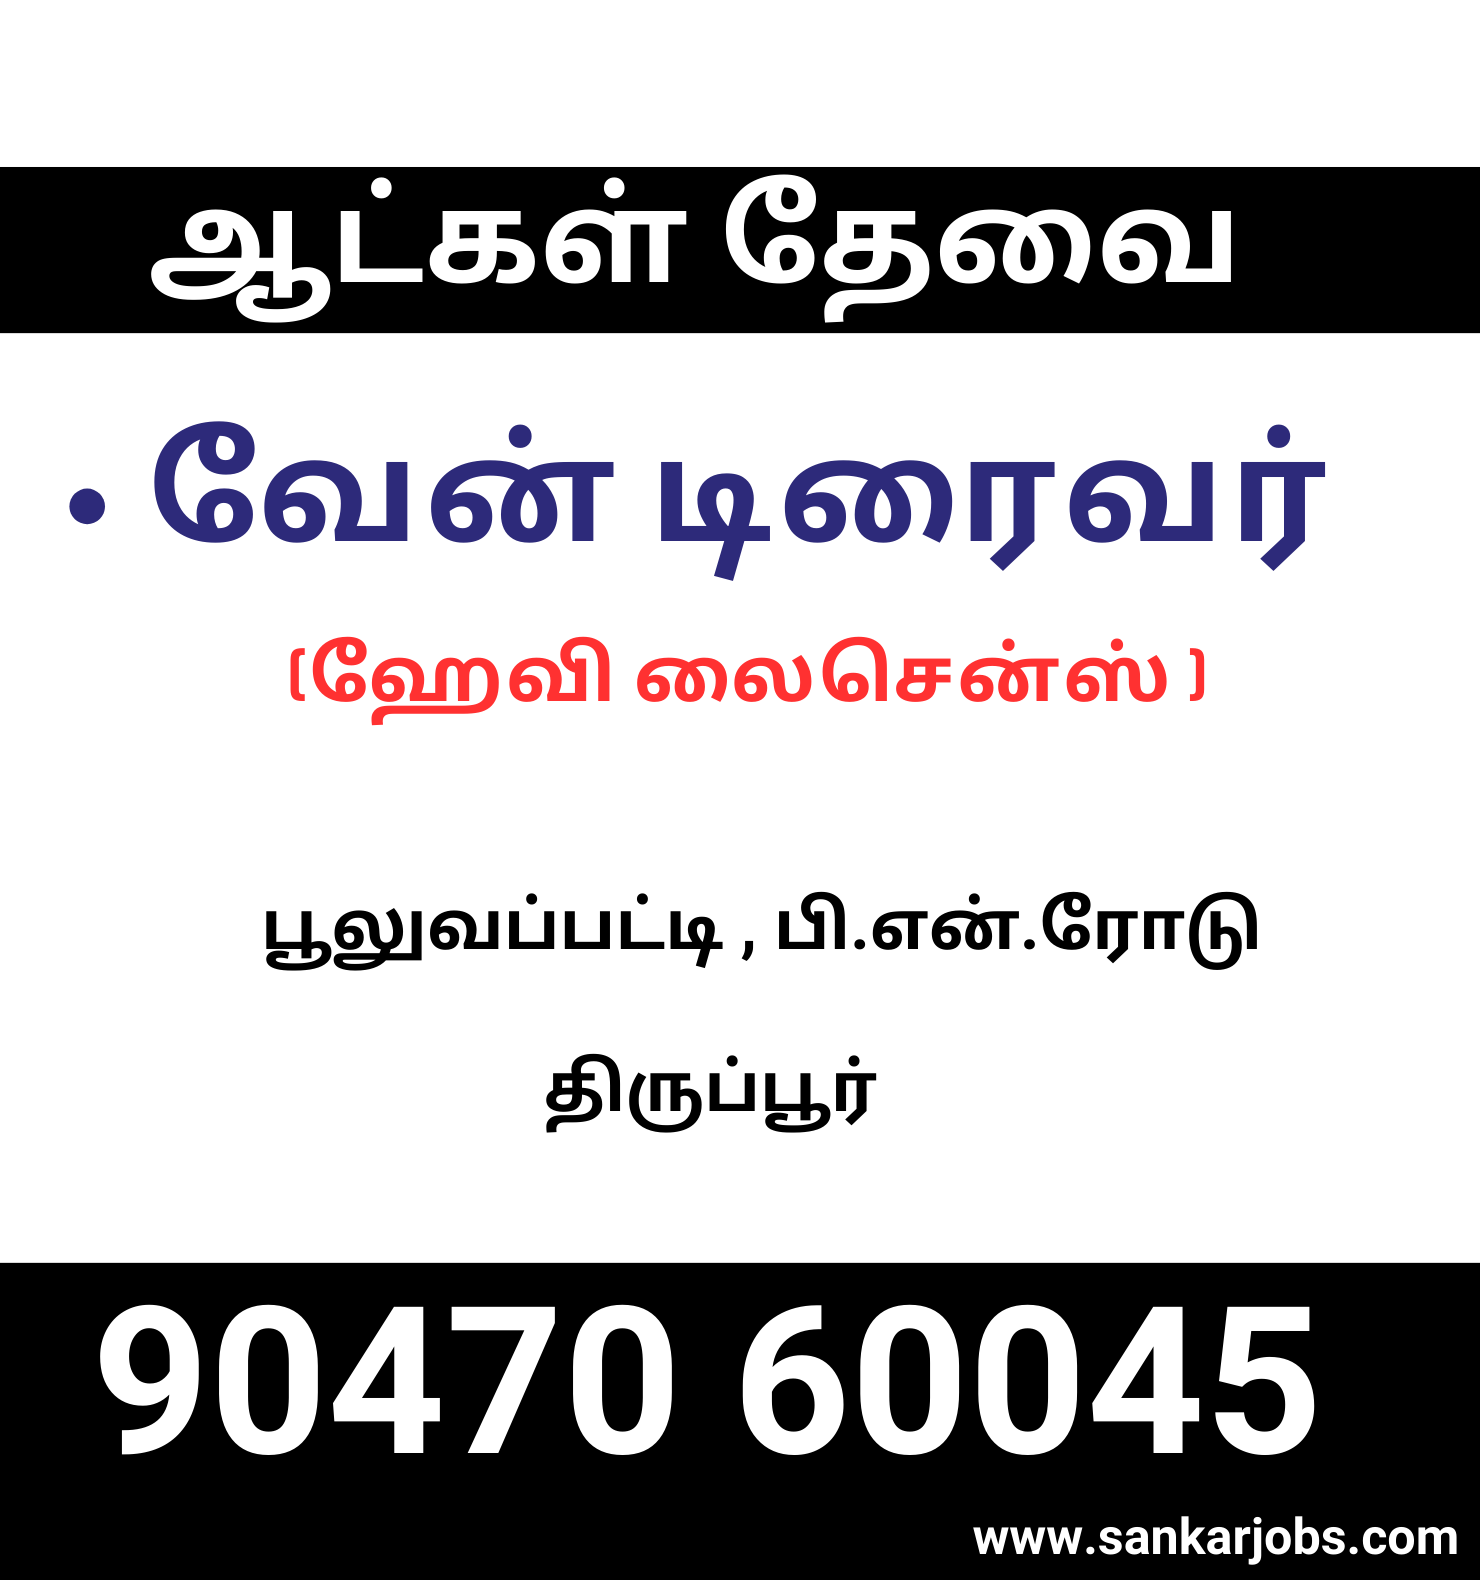 ஆட்கள் தேவை
• வேன் டிரைவர்
(ஹேவி லைசென்ஸ் )
பூலுவப்பட்டி , பி.என்.ரோடு
திருப்பூர்
90470 60045
www.sankarjobs.com